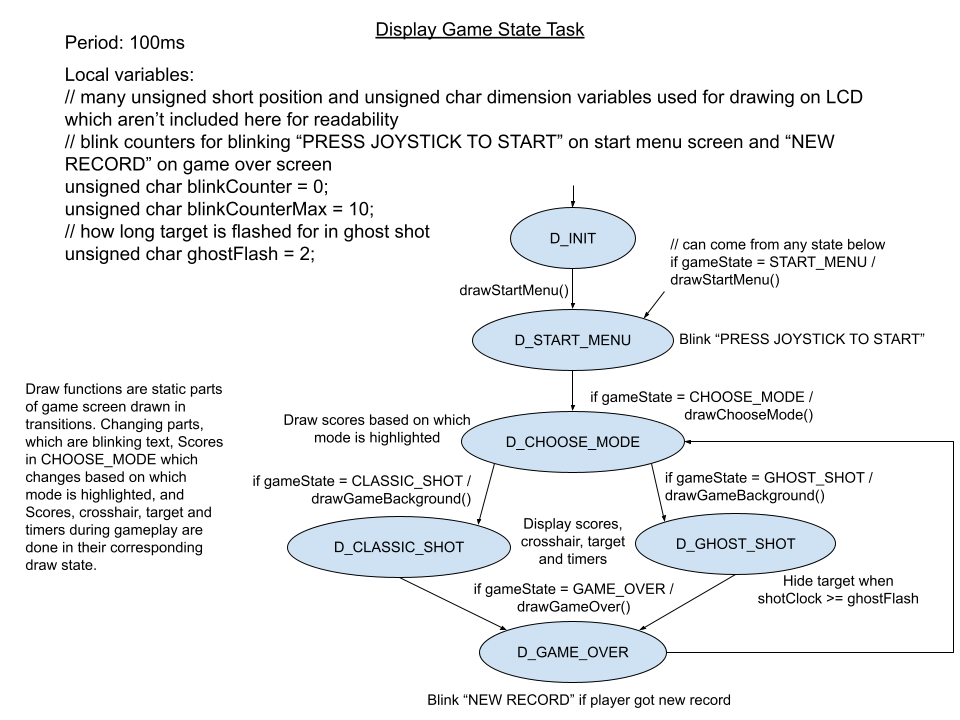 Display Game State Task
Period: 100ms
Local variables:
// many unsigned short position and unsigned char dimension variables used for drawing on LCD
which aren’t included here for readability
// blink counters for blinking “PRESS JOYSTICK TO START” on start menu screen and “NEW
RECORD” on game over screen
unsigned char blinkCounter = 0;
unsigned char blinkCounterMax = 10;
// how long target is flashed for in ghost shot
unsigned char ghostFlash = 2;
D_INIT
// can come from any state below
if gameState = START_MENU /
drawStartMenu()
drawStartMenu()
D_START_MENU
Blink “PRESS JOYSTICK TO START”
Draw functions are static parts
of game screen drawn in
transitions. Changing parts,
which are blinking text, Scores
in CHOOSE_MODE which
changes based on which
mode is highlighted, and
Scores, crosshair, target and
timers during gameplay are
done in their corresponding
draw state.
if gameState = CHOOSE_MODE /
drawChooseMode()
Draw scores based on which
mode is highlighted
D_CHOOSE_MODE
if gameState = CLASSIC_SHOT /
drawGameBackground()
if gameState = GHOST_SHOT /
drawGameBackground()
D_CLASSIC_SHOT
Display scores,
crosshair, target
and timers
D_GHOST_SHOT
if gameState = GAME_OVER /
drawGameOver()
Hide target when
shotClock >= ghostFlash
D_GAME_OVER
Blink “NEW RECORD” if player got new record